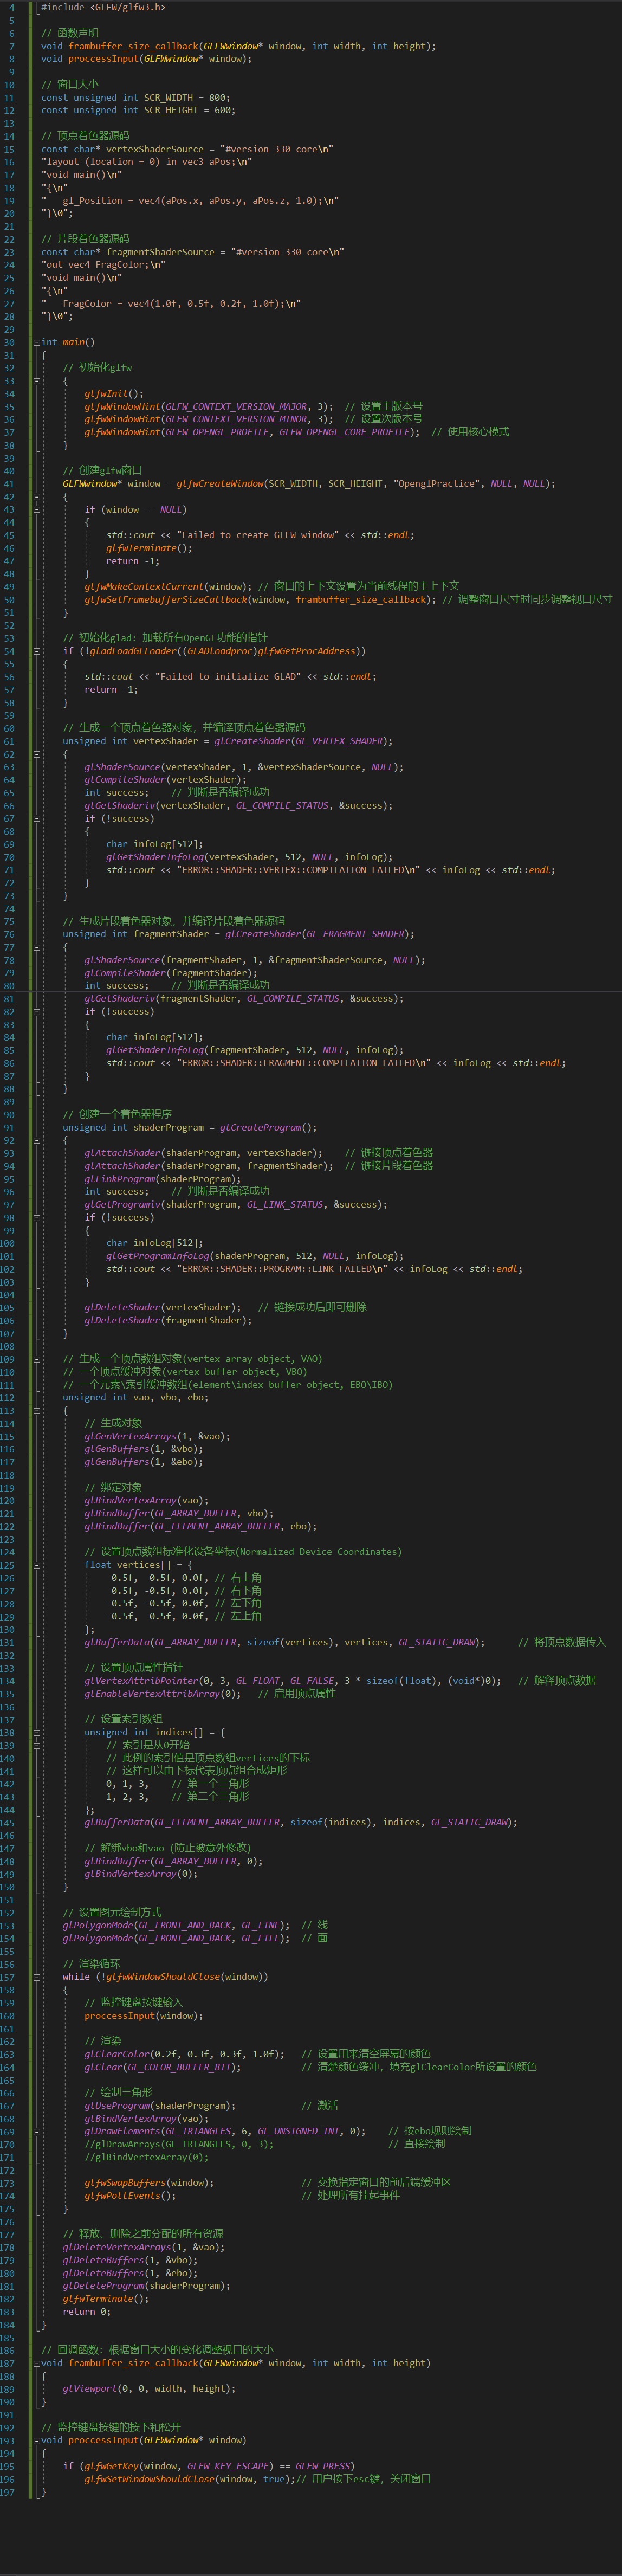 4 #include <GLFW/glfw3.h>
5
6 // 函数声明
7 void frambuffer_size_callback(GLFWwindow* window, int width, int height);
8 void proccessInput(GLFWwindow* window);
9
10 // 窗口大小
11 const unsigned int SCR_WIDTH = 800;
12 const unsigned int SCR_HEIGHT = 600;
13
14 // 顶点着色器源码
15 const char* vertexShaderSource = "#version 330 core\n"
16 "layout (location = 0) in vec3 aPos;\n"
17 "void main()\n"
18 "{\n"
19 "   gl_Position = vec4(aPos.x, aPos.y, aPos.z, 1.0);\n"
20 "}\0";
21
22 // 片段着色器源码
23 const char* fragmentShaderSource = "#version 330 core\n"
24 "out vec4 FragColor;\n"
25 "void main()\n"
26 "{\n"
27 "   FragColor = vec4(1.0f, 0.5f, 0.2f, 1.0f);\n"
28 "}\0";
29
30 int main()
31 {
32     // 初始化glfw
33     {
34         glfwInit();
35         glfwWindowHint(GLFW_CONTEXT_VERSION_MAJOR, 3);  // 设置主版本号
36         glfwWindowHint(GLFW_CONTEXT_VERSION_MINOR, 3);  // 设置次版本号
37         glfwWindowHint(GLFW_OPENGL_PROFILE, GLFW_OPENGL_CORE_PROFILE);  // 使用核心模式
38     }
39
40     // 创建glfw窗口
41     GLFWwindow* window = glfwCreateWindow(SCR_WIDTH, SCR_HEIGHT, "OpenglPractice", NULL, NULL);
42     {
43         if (window == NULL)
44         {
45             std::cout << "Failed to create GLFW window" << std::endl;
46             glfwTerminate();
47             return -1;
48         }
49         glfwMakeContextCurrent(window); // 窗口的上下文设置为当前线程的主上下文
50         glfwSetFramebufferSizeCallback(window, frambuffer_size_callback); // 调整窗口尺寸时同步调整视口尺寸
51     }
52
53     // 初始化glad: 加载所有OpenGL功能的指针
54     if (!gladLoadGLLoader((GLADloadproc)glfwGetProcAddress))
55     {
56         std::cout << "Failed to initialize GLAD" << std::endl;
57         return -1;
58     }
59
60     // 生成一个顶点着色器对象, 并编译顶点着色器源码
61     unsigned int vertexShader = glCreateShader(GL_VERTEX_SHADER);
62     {
63         glShaderSource(vertexShader, 1, &vertexShaderSource, NULL);
64         glCompileShader(vertexShader);
65         int success;    // 判断是否编译成功
66         glGetShaderiv(vertexShader, GL_COMPILE_STATUS, &success);
67         if (!success)
68         {
69             char infoLog[512];
70             glGetShaderInfoLog(vertexShader, 512, NULL, infoLog);
71             std::cout << "ERROR::SHADER::VERTEX::COMPILATION_FAILED\n" << infoLog << std::endl;
72         }
73     }
74
75     // 生成片段着色器对象, 并编译片段着色器源码
76     unsigned int fragmentShader = glCreateShader(GL_FRAGMENT_SHADER);
77     {
78         glShaderSource(fragmentShader, 1, &fragmentShaderSource, NULL);
79         glCompileShader(fragmentShader);
80         int success;    // 判断是否编译成功
81         glGetShaderiv(fragmentShader, GL_COMPILE_STATUS, &success);
82         if (!success)
83         {
84             char infoLog[512];
85             glGetShaderInfoLog(fragmentShader, 512, NULL, infoLog);
86             std::cout << "ERROR::SHADER::FRAGMENT::COMPILATION_FAILED\n" << infoLog << std::endl;
87         }
88     }
89
90     // 创建一个着色器程序
91     unsigned int shaderProgram = glCreateProgram();
92     {
93         glAttachShader(shaderProgram, vertexShader);    // 链接顶点着色器
94         glAttachShader(shaderProgram, fragmentShader);  // 链接片段着色器
95         glLinkProgram(shaderProgram);
96         int success;    // 判断是否编译成功
97         glGetProgramiv(shaderProgram, GL_LINK_STATUS, &success);
98         if (!success)
99         {
100             char infoLog[512];
101             glGetProgramInfoLog(shaderProgram, 512, NULL, infoLog);
102             std::cout << "ERROR::SHADER::PROGRAM::LINK_FAILED\n" << infoLog << std::endl;
103         }
104
105         glDeleteShader(vertexShader);   // 链接成功后即可删除
106         glDeleteShader(fragmentShader);
107     }
108
109     // 生成一个顶点数组对象(vertex array object, VAO)
110     // 一个顶点缓冲对象(vertex buffer object, VBO)
111     // 一个元素\索引缓冲数组(element\index buffer object, EBO\IBO)
112     unsigned int vao, vbo, ebo;
113     {
114         // 生成对象
115         glGenVertexArrays(1, &vao);
116         glGenBuffers(1, &vbo);
117         glGenBuffers(1, &ebo);
118
119         // 绑定对象
120         glBindVertexArray(vao);
121         glBindBuffer(GL_ARRAY_BUFFER, vbo);
122         glBindBuffer(GL_ELEMENT_ARRAY_BUFFER, ebo);
123
124         // 设置顶点数组标准化设备坐标(Normalized Device Coordinates)
125         float vertices[] = {
126              0.5f,  0.5f, 0.0f, // 右上角
127              0.5f, -0.5f, 0.0f, // 右下角
128             -0.5f, -0.5f, 0.0f, // 左下角
129             -0.5f,  0.5f, 0.0f, // 左上角
130         };
131         glBufferData(GL_ARRAY_BUFFER, sizeof(vertices), vertices, GL_STATIC_DRAW);      // 将顶点数据传入
132
133         // 设置顶点属性指针
134         glVertexAttribPointer(0, 3, GL_FLOAT, GL_FALSE, 3 * sizeof(float), (void*)0);   // 解释顶点数据
135         glEnableVertexAttribArray(0);   // 启用顶点属性
136
137         // 设置索引数组
138         unsigned int indices[] = {
139             // 索引是从0开始
140             // 此例的索引值是顶点数组vertices的下标
141             // 这样可以由下标代表顶点组合成矩形
142             0, 1, 3,    // 第一个三角形
143             1, 2, 3,    // 第二个三角形
144         };
145         glBufferData(GL_ELEMENT_ARRAY_BUFFER, sizeof(indices), indices, GL_STATIC_DRAW);
146
147         // 解绑vbo和vao (防止被意外修改)
148         glBindBuffer(GL_ARRAY_BUFFER, 0);
149         glBindVertexArray(0);
150     }
151
152     // 设置图元绘制方式
153     glPolygonMode(GL_FRONT_AND_BACK, GL_LINE);  // 线
154     glPolygonMode(GL_FRONT_AND_BACK, GL_FILL);  // 面
155
156     // 渲染循环
157     while (!glfwWindowShouldClose(window))
158     {
159         // 监控键盘按键输入
160         proccessInput(window);
161
162         // 渲染
163         glClearColor(0.2f, 0.3f, 0.3f, 1.0f);   // 设置用来清空屏幕的颜色
164         glClear(GL_COLOR_BUFFER_BIT);           // 清楚颜色缓冲, 填充glClearColor所设置的颜色
165
166         // 绘制三角形
167         glUseProgram(shaderProgram);            // 激活
168         glBindVertexArray(vao);
169         glDrawElements(GL_TRIANGLES, 6, GL_UNSIGNED_INT, 0);    // 按ebo规则绘制
170         //glDrawArrays(GL_TRIANGLES, 0, 3);                     // 直接绘制
171         //glBindVertexArray(0);
172
173         glfwSwapBuffers(window);                // 交换指定窗口的前后端缓冲区
174         glfwPollEvents();                       // 处理所有挂起事件
175     }
176
177     // 释放、删除之前分配的所有资源
178     glDeleteVertexArrays(1, &vao);
179     glDeleteBuffers(1, &vbo);
180     glDeleteBuffers(1, &ebo);
181     glDeleteProgram(shaderProgram);
182     glfwTerminate();
183     return 0;
184 }
185
186 // 回调函数: 根据窗口大小的变化调整视口的大小
187 void frambuffer_size_callback(GLFWwindow* window, int width, int height)
188 {
189     glViewport(0, 0, width, height);
190 }
191
192 // 监控键盘按键的按下和松开
193 void proccessInput(GLFWwindow* window)
194 {
195     if (glfwGetKey(window, GLFW_KEY_ESCAPE) == GLFW_PRESS)
196         glfwSetWindowShouldClose(window, true);// 用户按下esc键, 关闭窗口
197 }